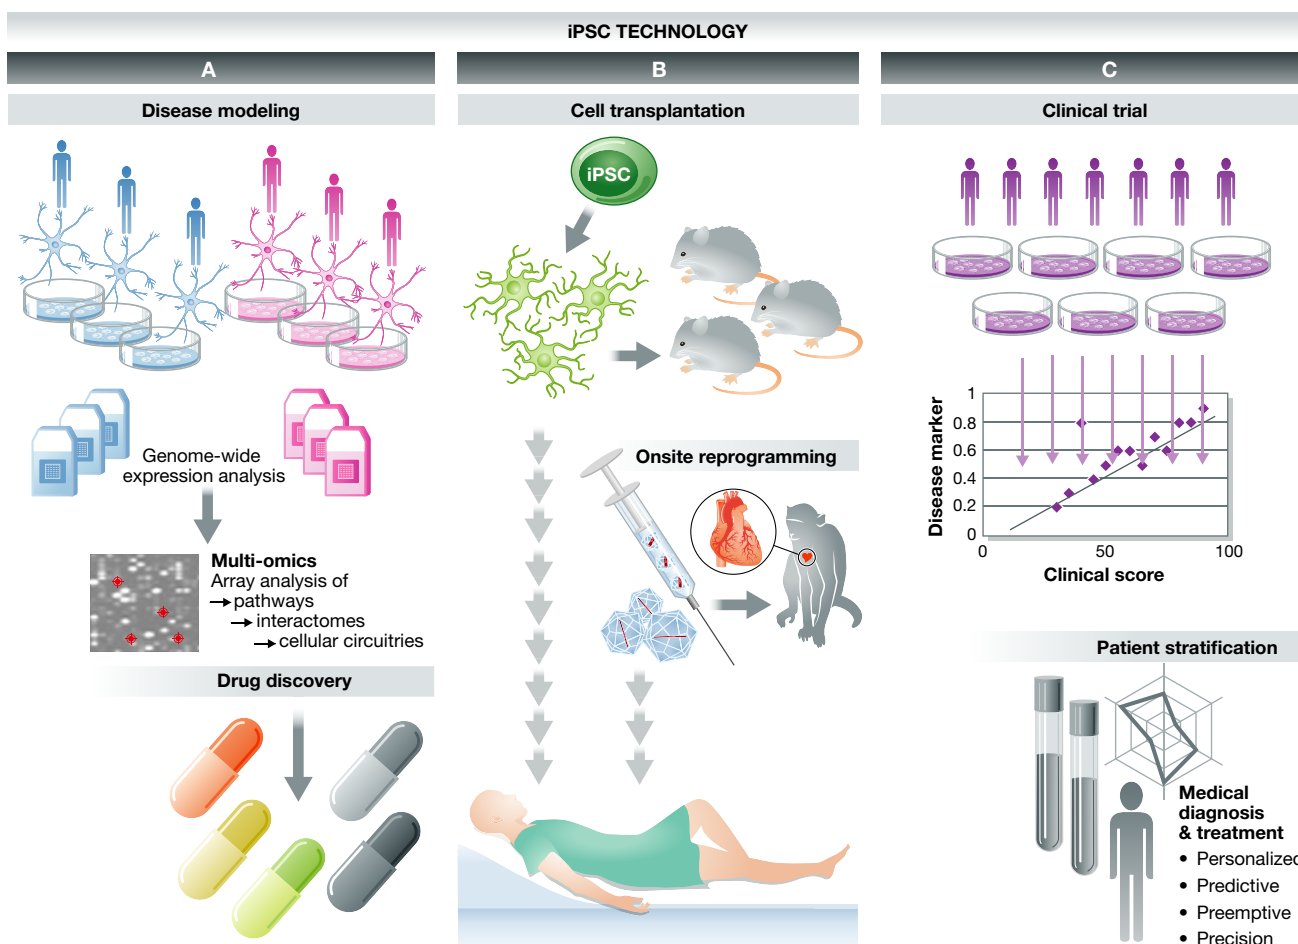 iPSC TECHNOLOGY
A
Disease modeling
Genome-wide
expression analysis
Multi-omics
Array analysis of
pathways
interactomes
cellular circuitries
Drug discovery
B
Cell transplantation
iPSC
Onsite reprogramming
C
Clinical trial
Disease marker
1
0.8
0.6
0.4
0.2
0
0
50
100
Clinical score
Patient stratification
Medical
diagnosis
& treatment
• Personalized
• Predictive
• Preemptive
• Precision